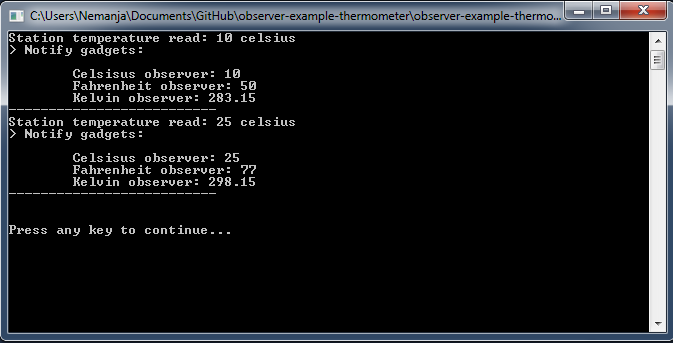 C:\Users\Nemanja\Documents\GitHub\observer-example-thermometer\observer-example-thermo...
Station temperature read: 10 celsius
> Notify gadgets:
Celsisus observer: 10
Fahrenheit observer: 50
Kelvin observer: 283.15
--------------------------
Station temperature read: 25 celsius
> Notify gadgets:
Celsisus observer: 25
Fahrenheit observer: 77
Kelvin observer: 298.15
--------------------------
Press any key to continue...